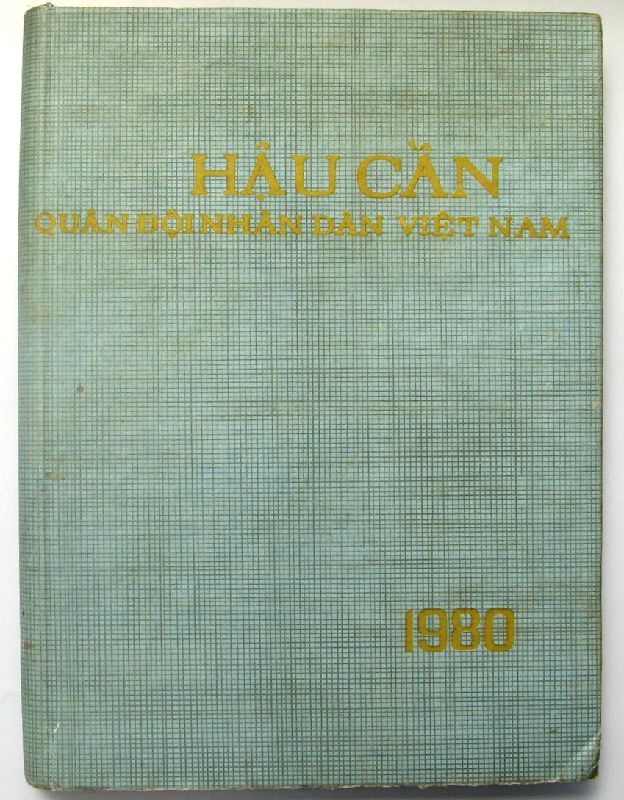 HẬU CẦN
QUÂN ĐỘI NHÂN DÂN VIỆT NAM
1980